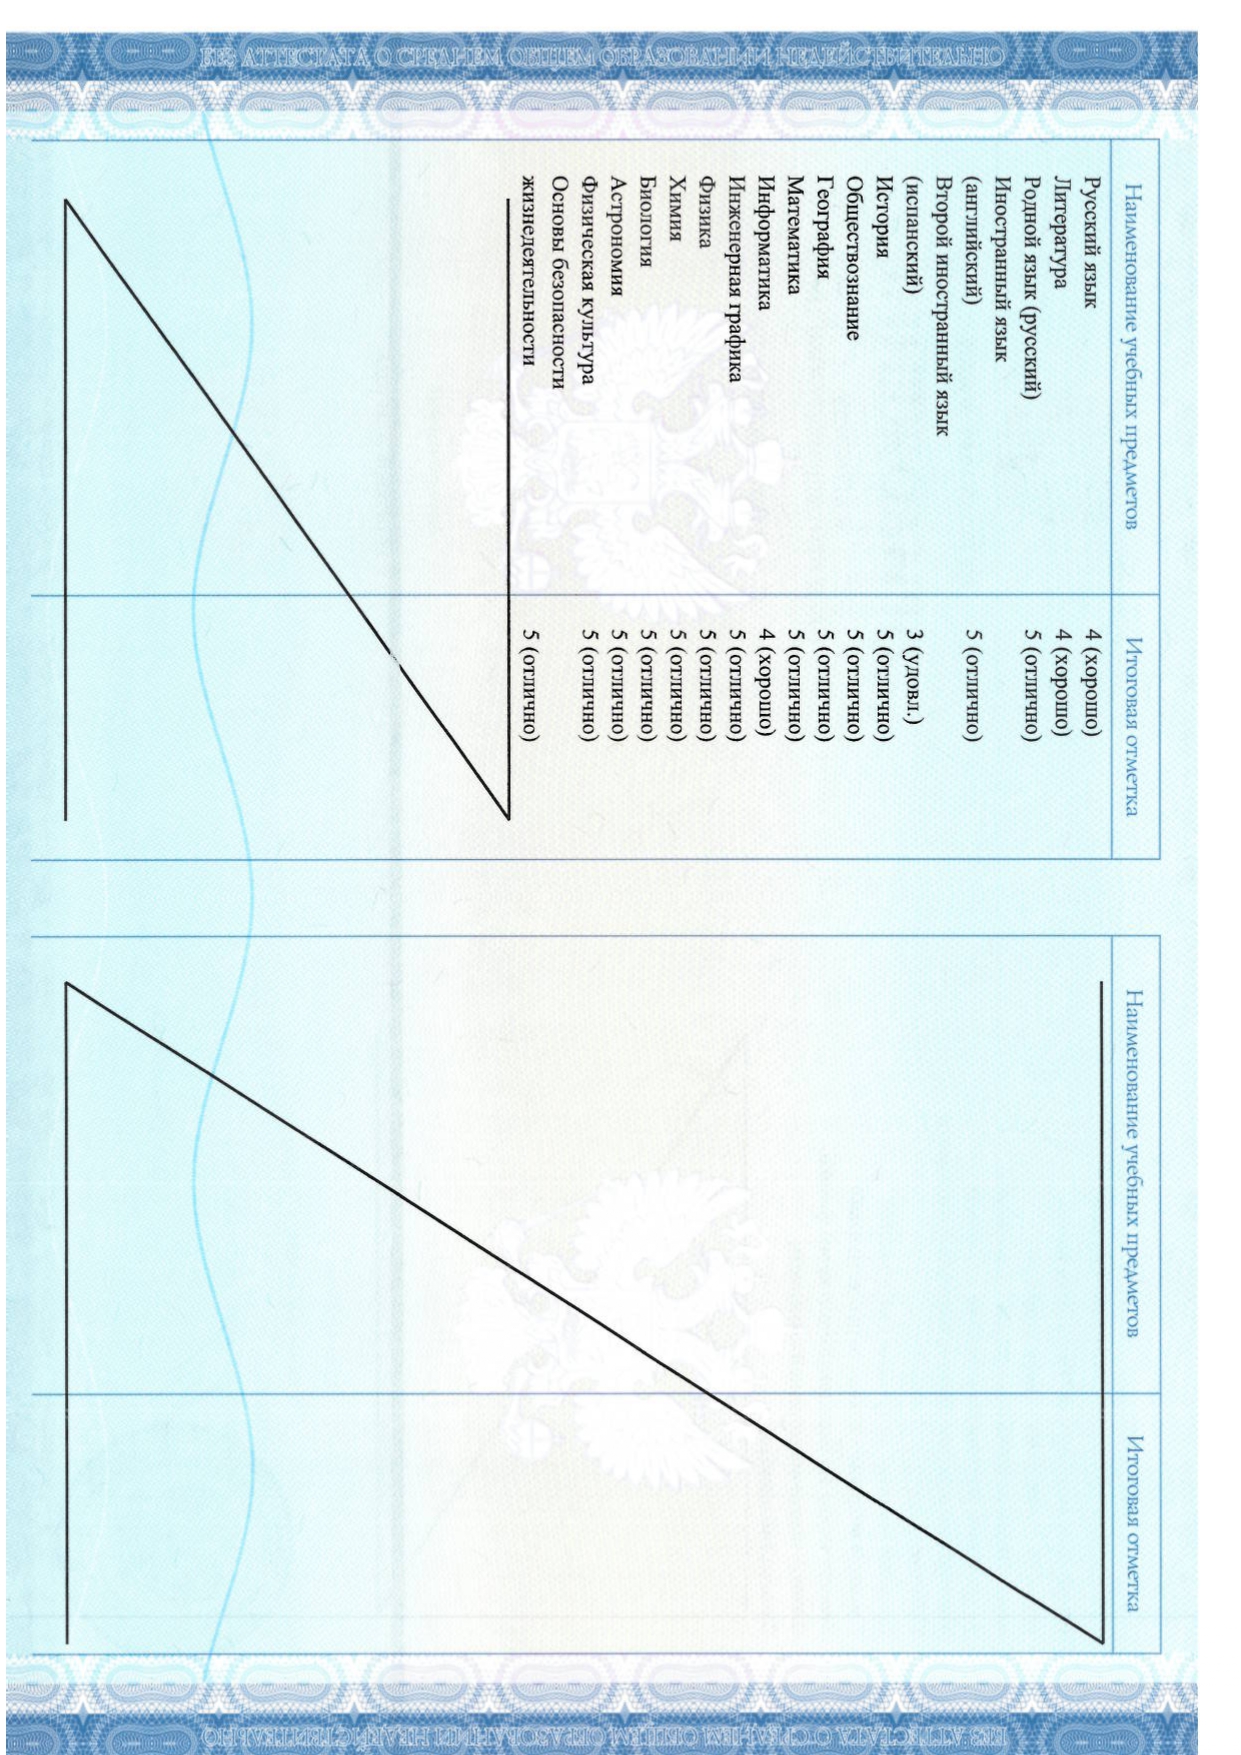 БЕЗ АТТЕСТАТА О СРЕДНЕМ ОБЩЕМ ОБРАЗОВАНИИ НЕДЕЙСТВИТЕЛЬНО
Наименование учебных предметов Итоговая отметка
Русский язык 4 (хорошо)
Литература 4 (хорошо)
Родной язык (русский) 5 (отлично)
Иностранный язык
(английский) 5 (отлично)
Второй иностранный язык
(испанский) 3 (удовл.)
История 5 (отлично)
Обществознание 5 (отлично)
География 5 (отлично)
Математика 5 (отлично)
Информатика 4 (хорошо)
Инженерная графика 5 (отлично)
Физика 5 (отлично)
Химия 5 (отлично)
Биология 5 (отлично)
Астрономия 5 (отлично)
Физическая культура 5 (отлично)
Основы безопасности
жизнедеятельности 5 (отлично)
Наименование учебных предметов Итоговая отметка
БЕЗ АТТЕСТАТА О СРЕДНЕМ ОБЩЕМ ОБРАЗОВАНИИ НЕДЕЙСТВИТЕЛЬНО